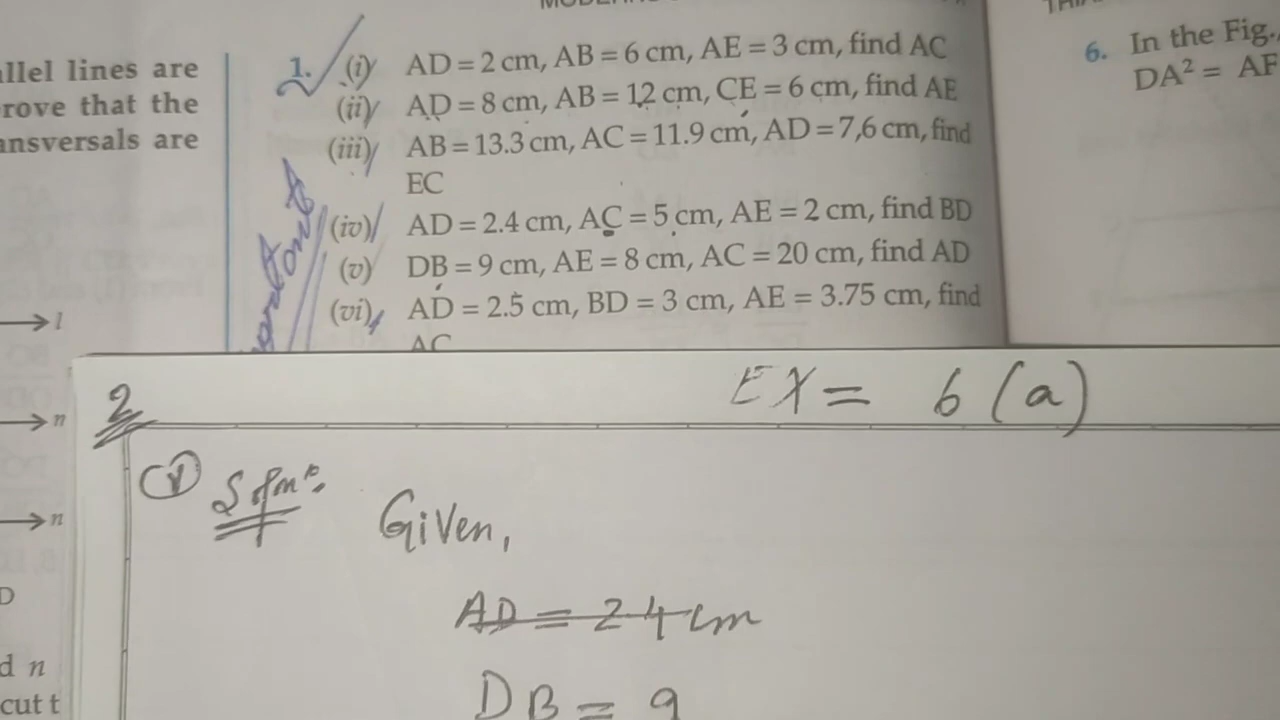 allel lines are
rove that the
ansversals are
1. (i) AD = 2 cm, AB = 6 cm, AE = 3 cm, find AC
(ii) AD = 8 cm, AB = 12 cm, CE = 6 cm, find AE
(iii) AB = 13.3 cm, AC = 11.9 cm, AD = 7,6 cm, find
EC
(iv) AD = 2.4 cm, AC = 5 cm, AE = 2 cm, find BD
(v) DB = 9 cm, AE = 8 cm, AC = 20 cm, find AD
(vi) AD = 2.5 cm, BD = 3 cm, AE = 3.75 cm, find
AC
6. In the Fig.,
DA² = AF
l
n
n
D
d n
cut t
EX = 6 (a)
2
(v)
Given,
AD = 24 cm
DB = 9